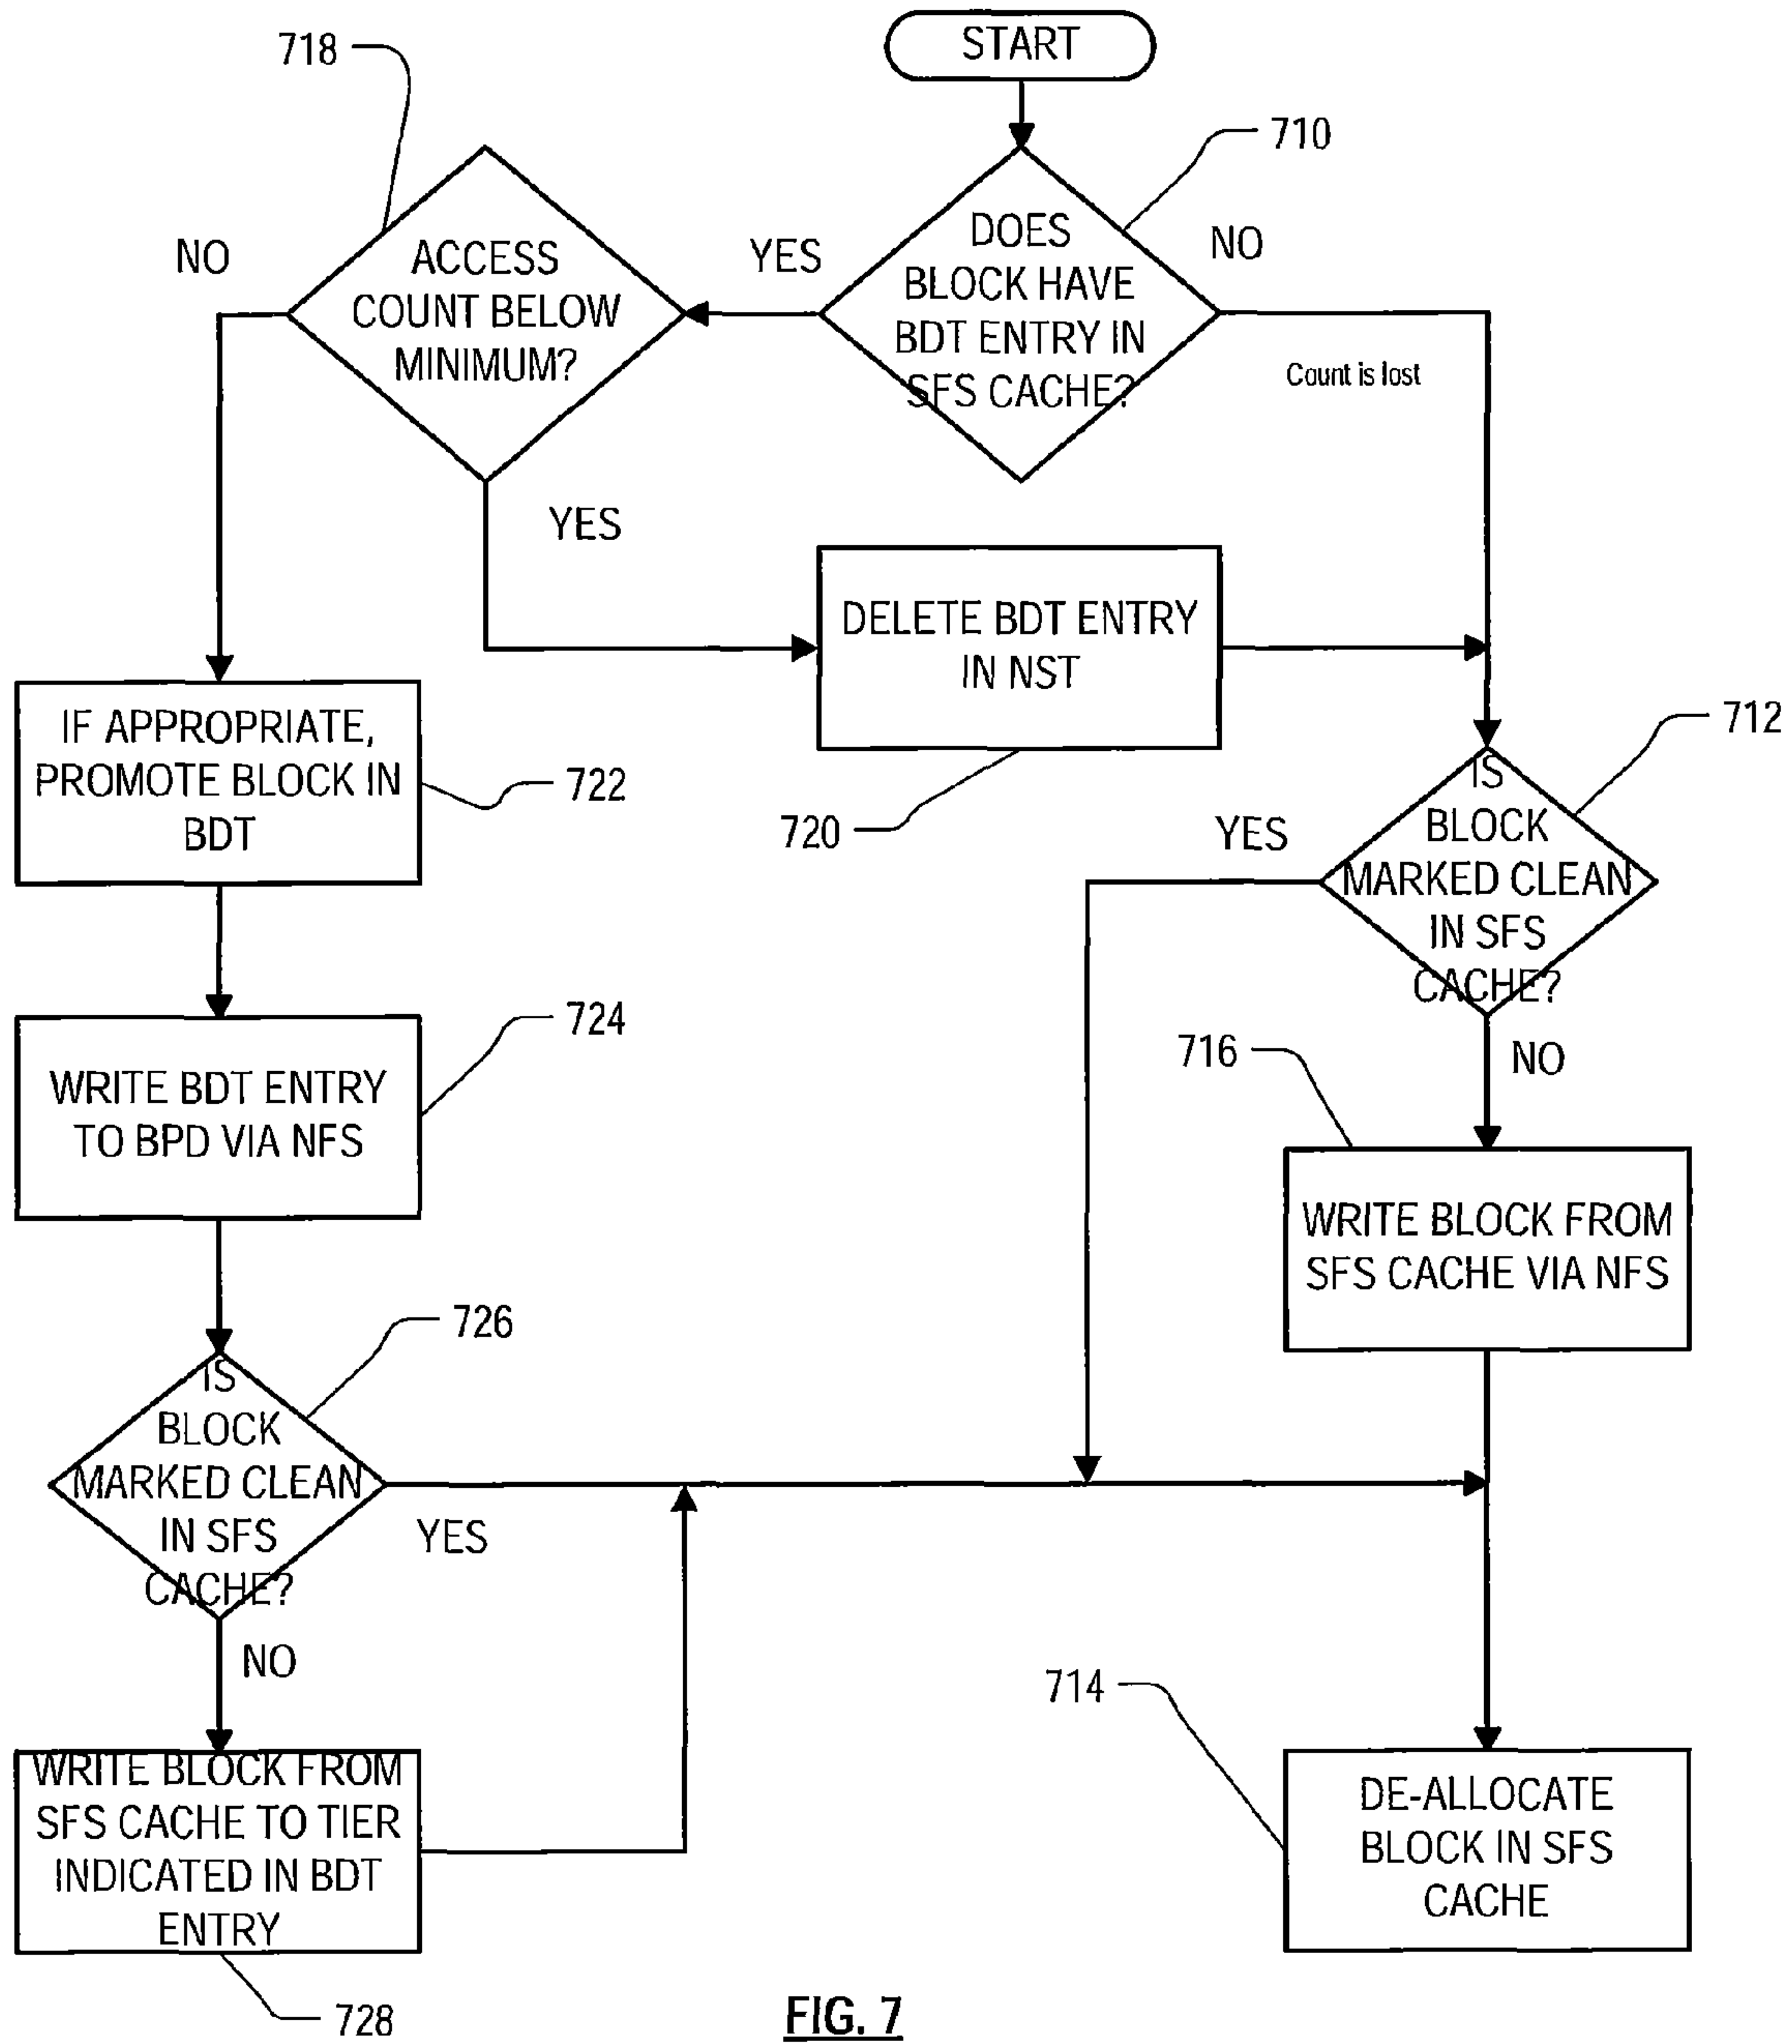 START
718
710
DOES
BLOCK HAVE
BDT ENTRY IN
SFS CACHE?
YES
NO
Count is lost
ACCESS
COUNT BELOW
MINIMUM?
NO
YES
DELETE BDT ENTRY
IN NST
720
IF APPROPRIATE,
PROMOTE BLOCK IN
BDT
722
712
IS
BLOCK
MARKED CLEAN
IN SFS
CACHE?
YES
NO
WRITE BDT ENTRY
TO BPD VIA NFS
724
716
WRITE BLOCK FROM
SFS CACHE VIA NFS
726
IS
BLOCK
MARKED CLEAN
IN SFS
CACHE?
YES
NO
WRITE BLOCK FROM
SFS CACHE TO TIER
INDICATED IN BDT
ENTRY
728
714
DE-ALLOCATE
BLOCK IN SFS
CACHE
FIG. 7